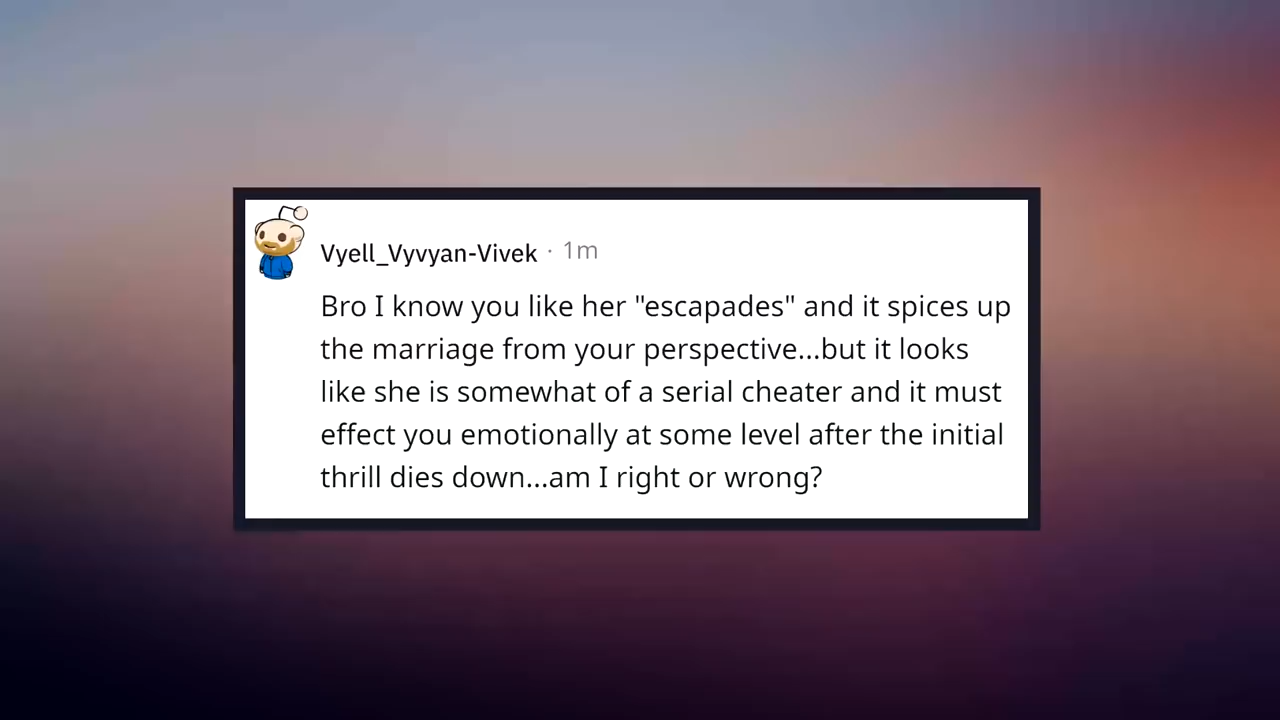 Vyell_Vyvyan-Vivek · 1m
Bro I know you like her "escapades" and it spices up
the marriage from your perspective...but it looks
like she is somewhat of a serial cheater and it must
effect you emotionally at some level after the initial
thrill dies down...am I right or wrong?